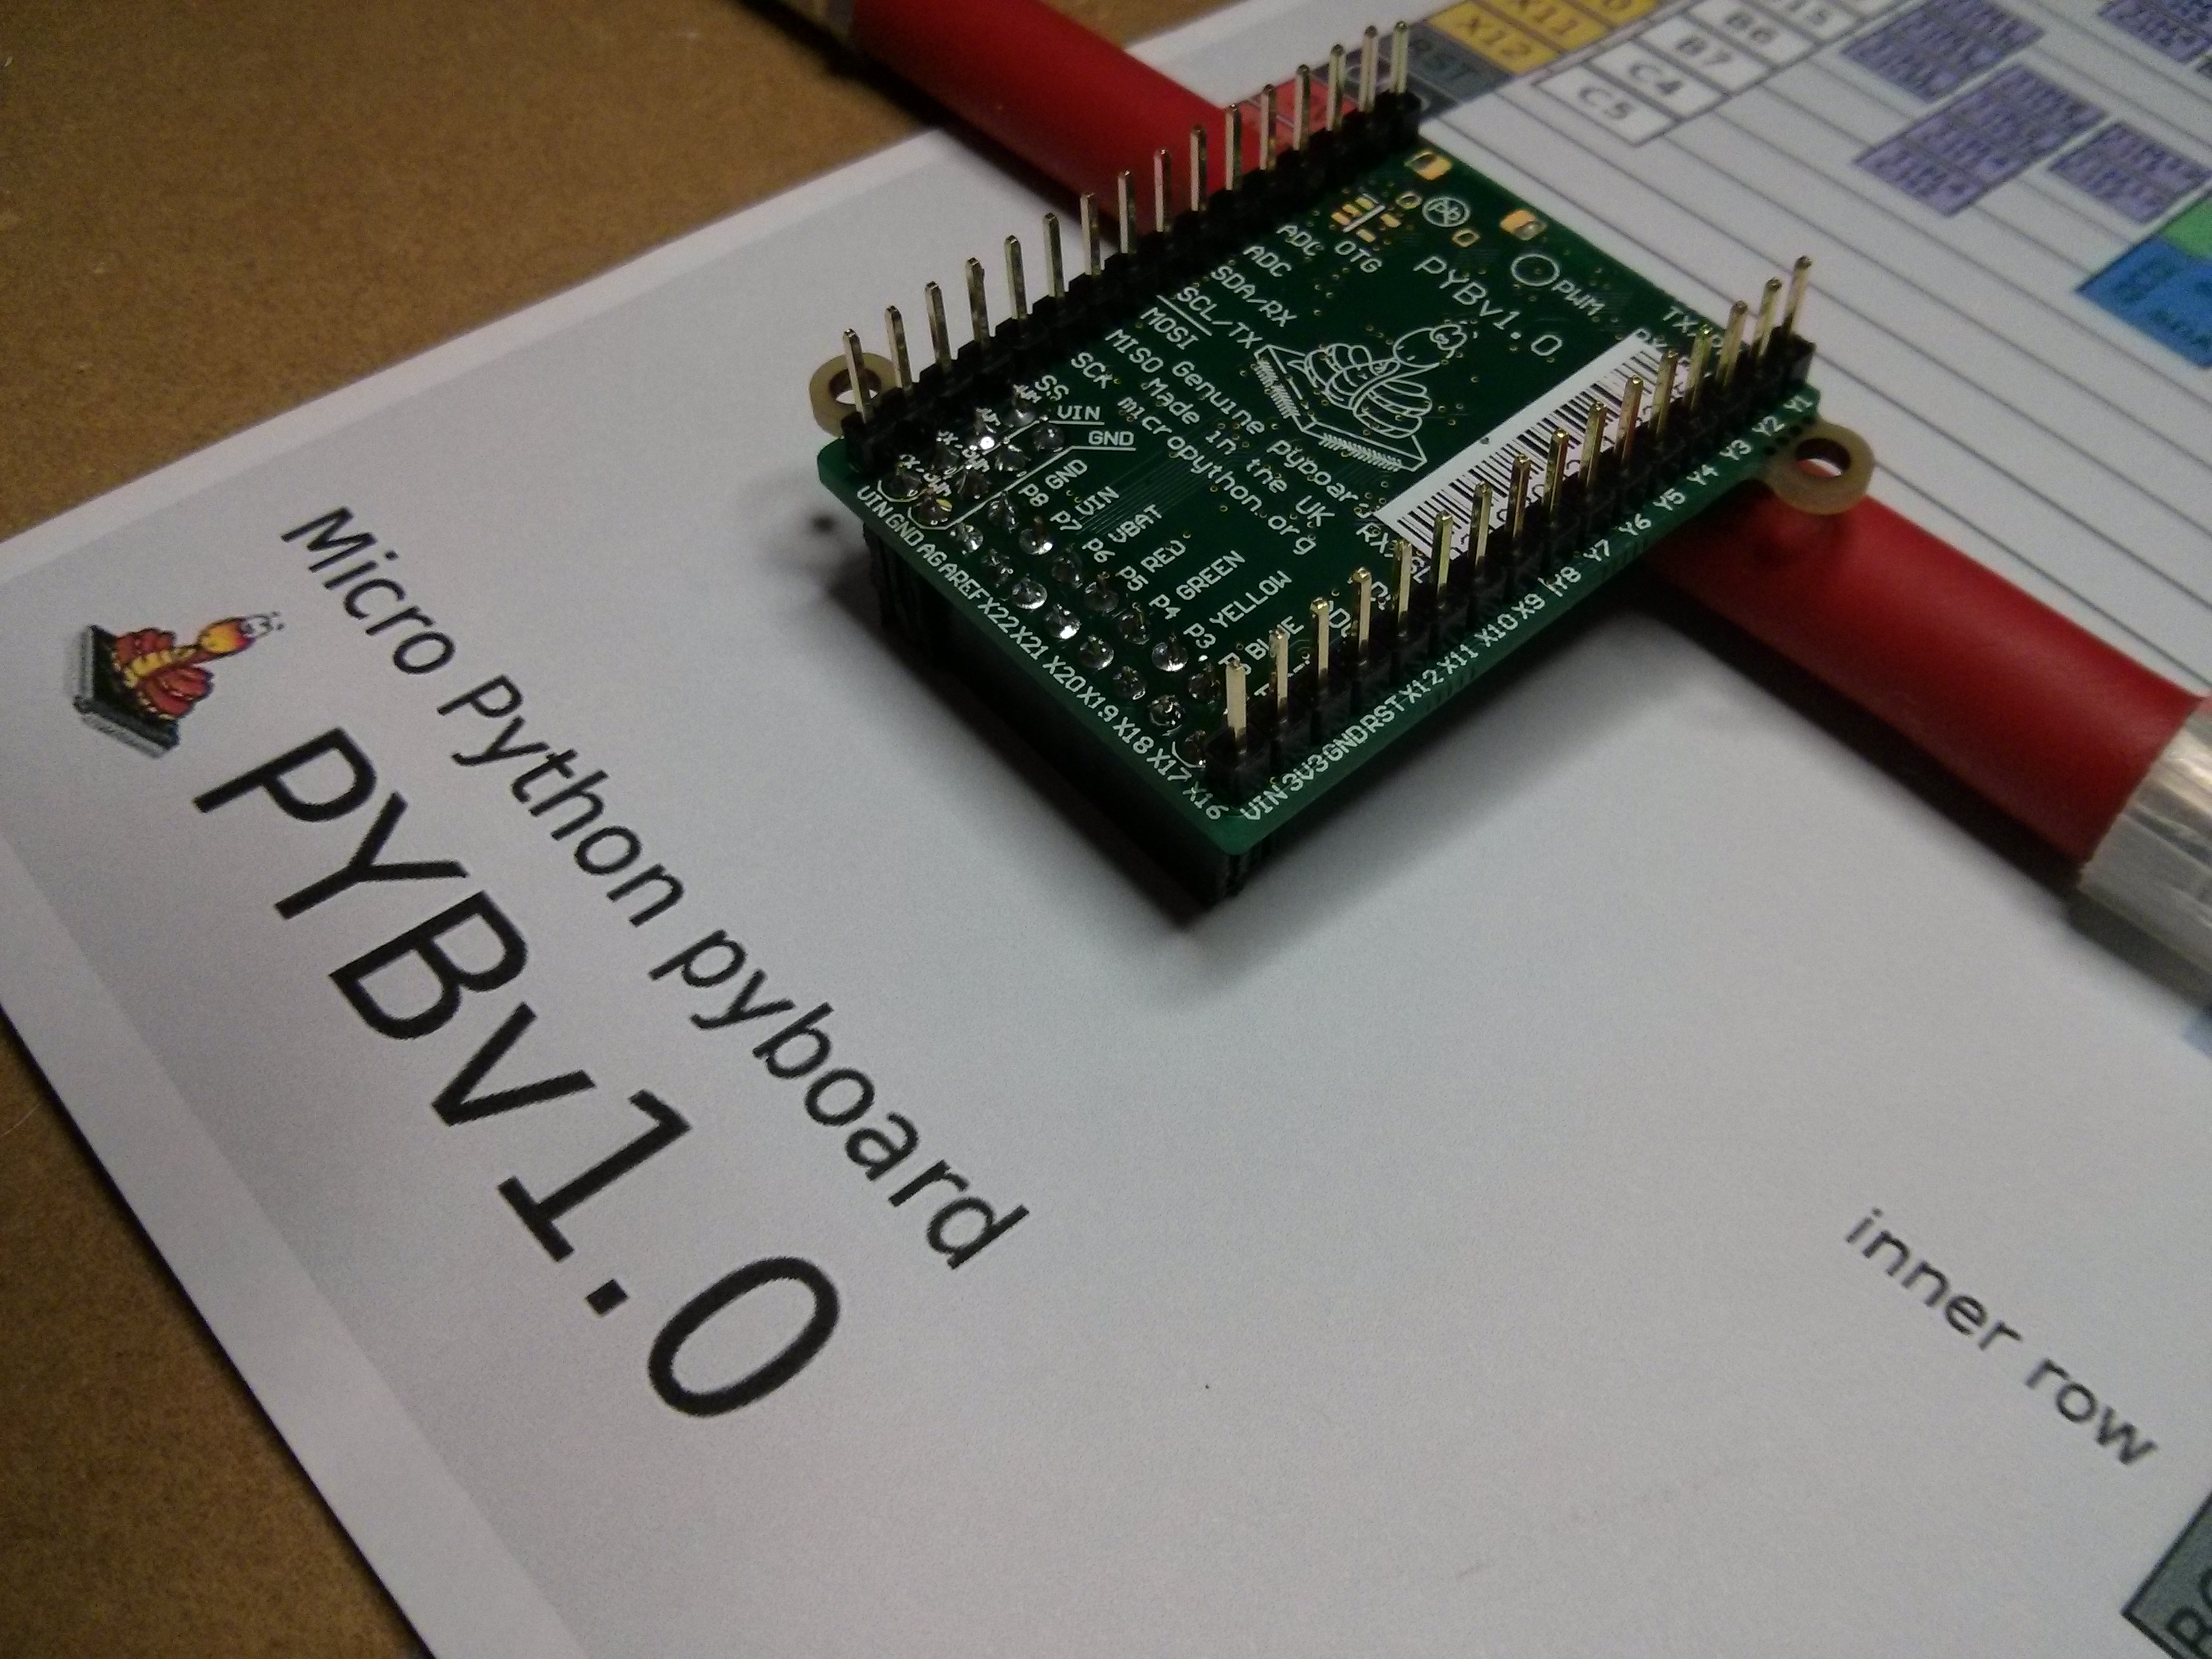 Micro Python pyboard
PYBv1.0
inner row
X11
X12
RST
B6
B7
C4
C5
PYBv1.0
PWM
OTG
ADC
ADC
SDA/RX
SCL/TX
MOSI
MISO
SCK
SS
VIN
GND
Genuine pyboard
Made in the UK
micropython.org
GND
VIN
VBAT
RED
GREEN
YELLOW
P8
P7
P6
P5
P4
P3
VIN GND AG AREF X22 X21 X20 X19 X18 X17 X16
VIN 3V3 GND RST X12 X11 X10 X9 Y8 Y7 Y6 Y5 Y4 Y3 Y2 Y1